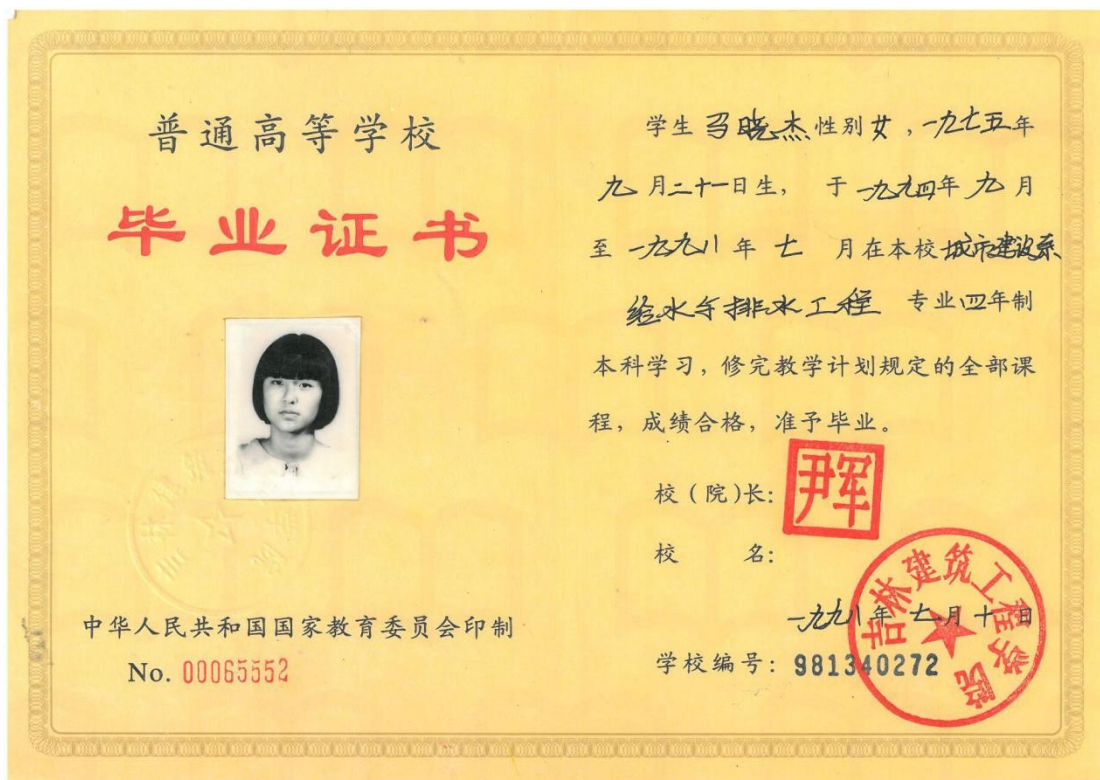 普通高等学校
毕业证书
中华人民共和国国家教育委员会印制
No. 00065552
学生 晓杰 性别 女 ，一九七五年
九月二十一日生， 于一九九四年九月
至一九九八年七 月在本校城市建设系
给水与排水工程 专业四年制
本科学习，修完教学计划规定的全部课
程，成绩合格，准予毕业。
校（院）长：
尹军
校 名：
吉林建筑工程学院
一九九八年七月十日
学校编号：981340272